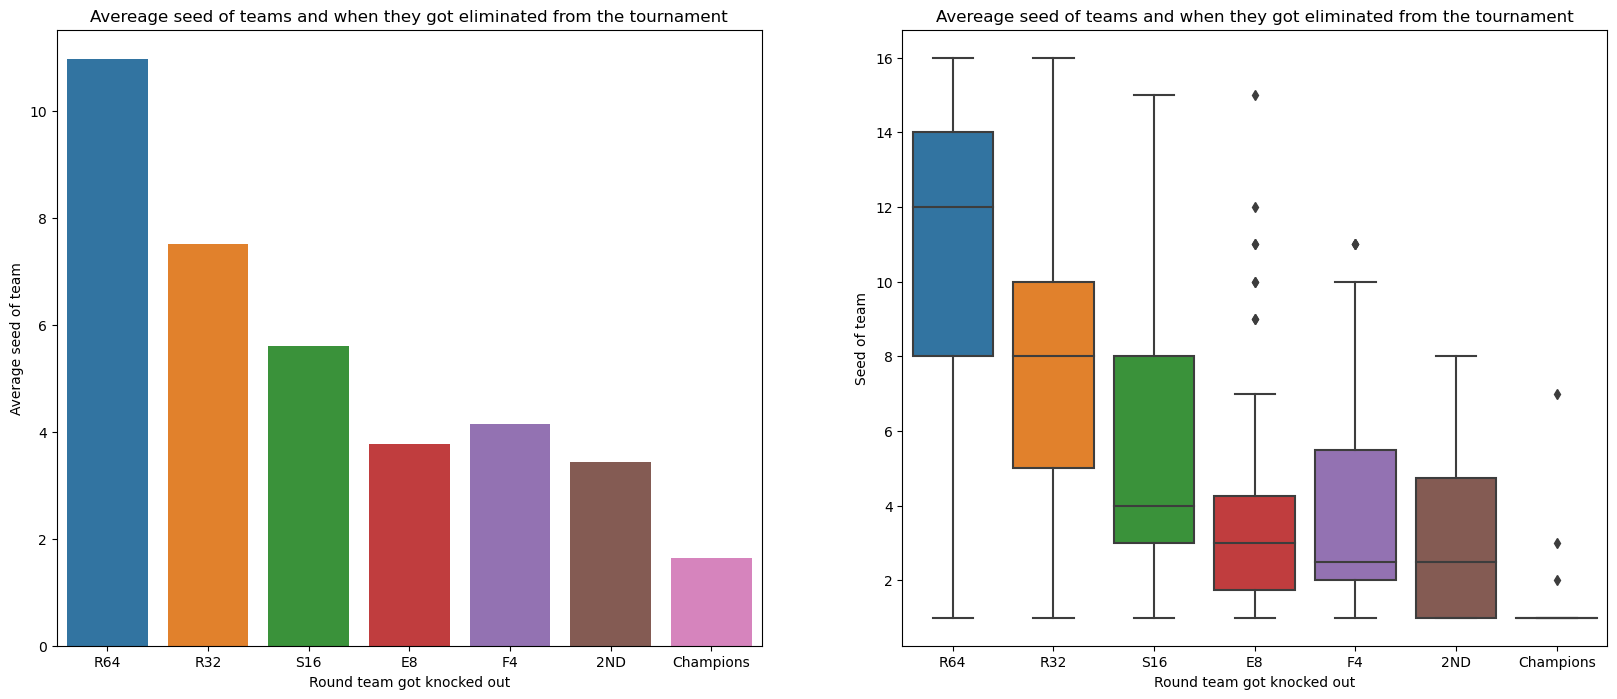 Avereage seed of teams and when they got eliminated from the tournament
Average seed of team
10
8
6
4
2
0
R64 R32 S16 E8 F4 2ND Champions
Round team got knocked out
Avereage seed of teams and when they got eliminated from the tournament
Seed of team
16
14
12
10
8
6
4
2
R64 R32 S16 E8 F4 2ND Champions
Round team got knocked out